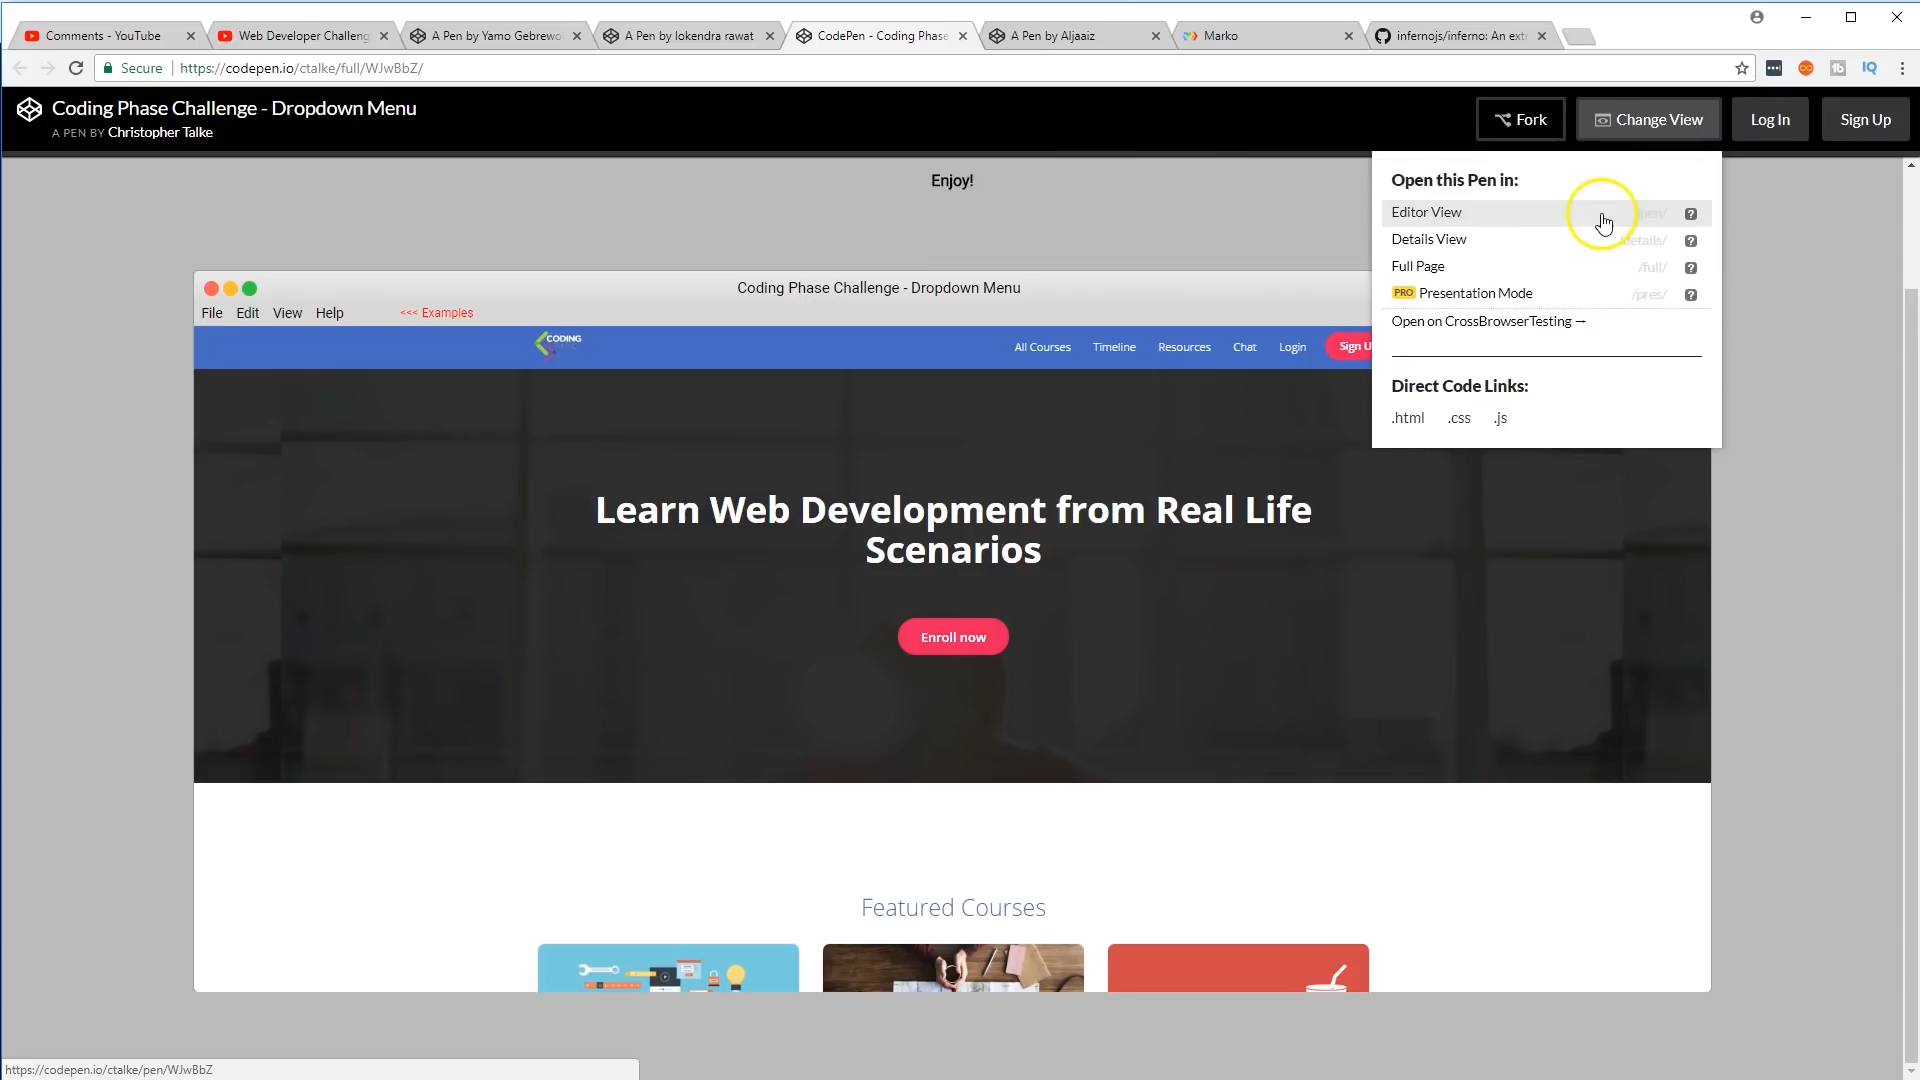 Comments - YouTube
Web Developer Challeng
A Pen by Yamo Gebrewo
A Pen by lokendra rawat
CodePen - Coding Phase
A Pen by Aljaaiz
Marko
infernojs/inferno: An ext
Secure
https://codepen.io/ctalke/full/WJwBbZ/
IQ
Coding Phase Challenge - Dropdown Menu
A PEN BY Christopher Talke
Fork
Change View
Log In
Sign Up
Enjoy!
Open this Pen in:
Editor View
Details View
/details/
Full Page
/full/
PRO Presentation Mode
/pres/
Open on CrossBrowserTesting →
Direct Code Links:
.html .css .js
Coding Phase Challenge - Dropdown Menu
File Edit View Help <<< Examples
CODING
All Courses Timeline Resources Chat Login Sign U
Learn Web Development from Real Life
Scenarios
Enroll now
Featured Courses
https://codepen.io/ctalke/pen/WJwBbZ